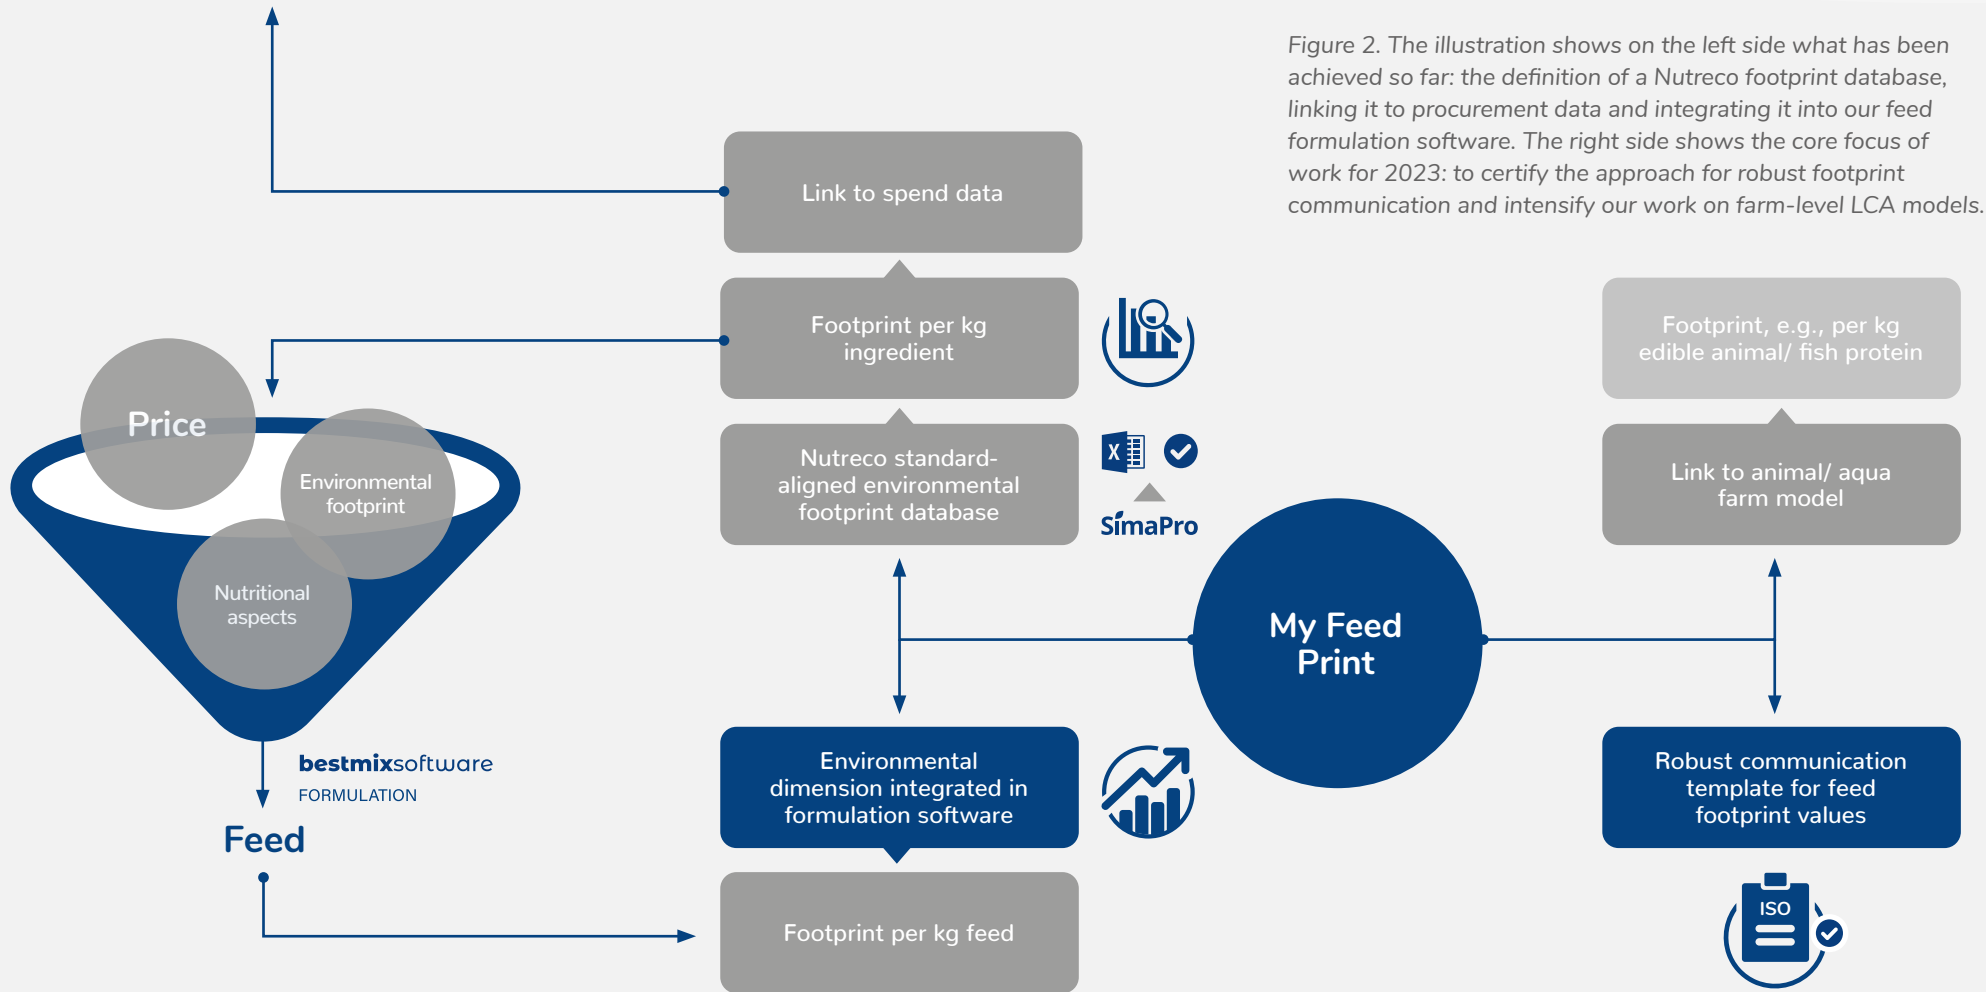 Figure 2. The illustration shows on the left side what has been
achieved so far: the definition of a Nutreco footprint database,
linking it to procurement data and integrating it into our feed
formulation software. The right side shows the core focus of
work for 2023: to certify the approach for robust footprint
communication and intensify our work on farm-level LCA models.
Link to spend data
Footprint per kg
ingredient
Footprint, e.g., per kg
edible animal/ fish protein
Price
Environmental
footprint
Nutritional
aspects
Nutreco standard-
aligned environmental
footprint database
X
SimaPro
Link to animal/ aqua
farm model
My Feed
Print
bestmixsoftware
FORMULATION
Feed
Environmental
dimension integrated in
formulation software
Robust communication
template for feed
footprint values
Footprint per kg feed
ISO